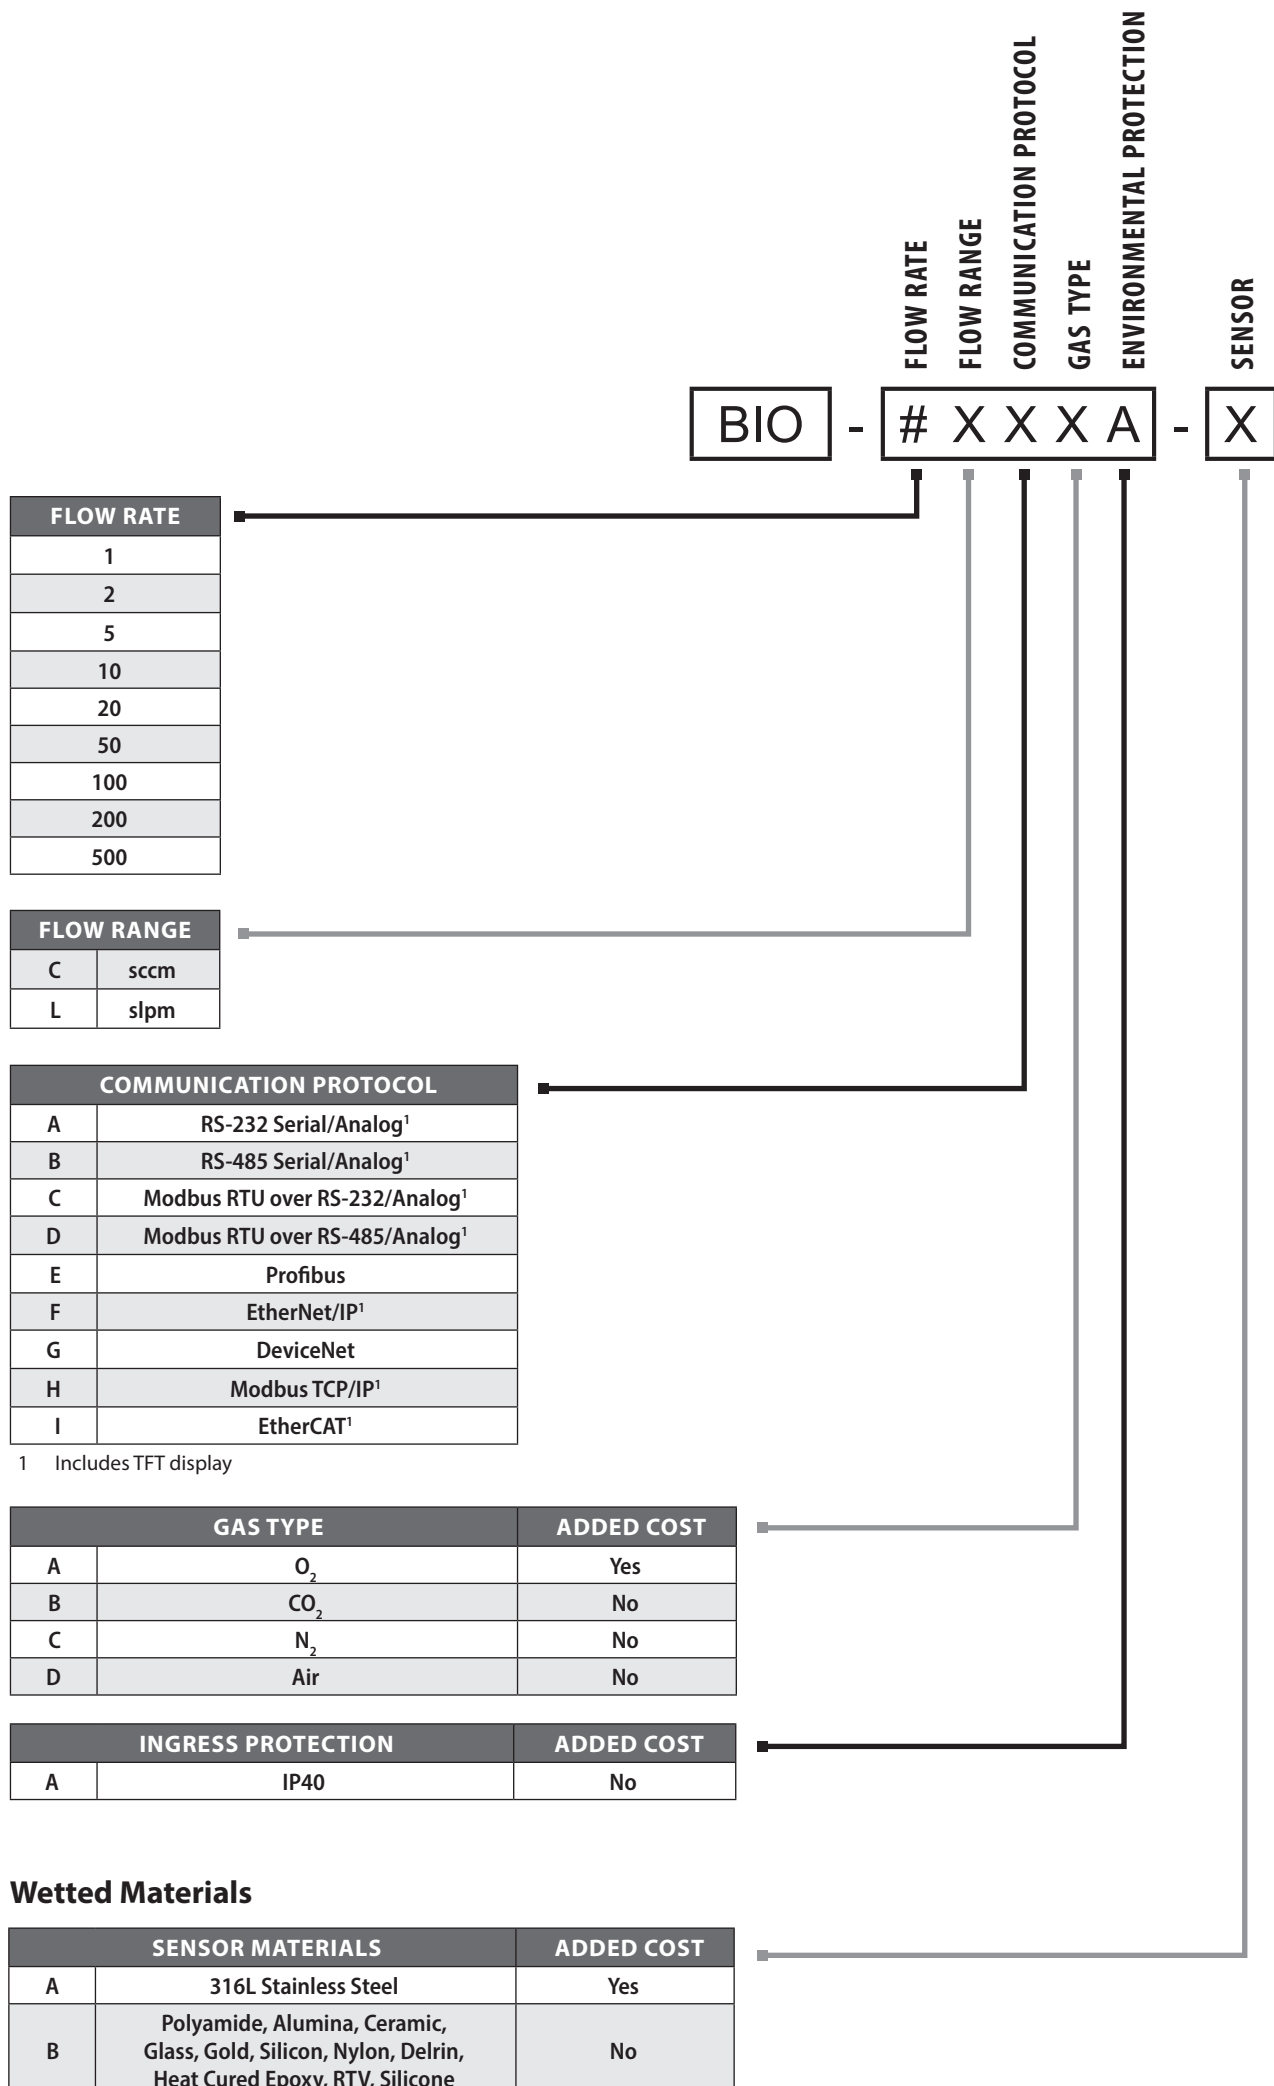 FLOW RATE
FLOW RANGE
COMMUNICATION PROTOCOL
GAS TYPE
ENVIRONMENTAL PROTECTION
SENSOR
BIO - # X X X A - X
FLOW RATE
1
2
5
10
20
50
100
200
500
FLOW RANGE
C sccm
L slpm
COMMUNICATION PROTOCOL
A RS-232 Serial/Analog¹
B RS-485 Serial/Analog¹
C Modbus RTU over RS-232/Analog¹
D Modbus RTU over RS-485/Analog¹
E Profibus
F EtherNet/IP¹
G DeviceNet
H Modbus TCP/IP¹
I EtherCAT¹
1 Includes TFT display
GAS TYPE ADDED COST
A O₂ Yes
B CO₂ No
C N₂ No
D Air No
INGRESS PROTECTION ADDED COST
A IP40 No
Wetted Materials
SENSOR MATERIALS ADDED COST
A 316L Stainless Steel Yes
Polyamide, Alumina, Ceramic,
B Glass, Gold, Silicon, Nylon, Delrin, No
Heat Cured Epoxy, RTV, Silicone